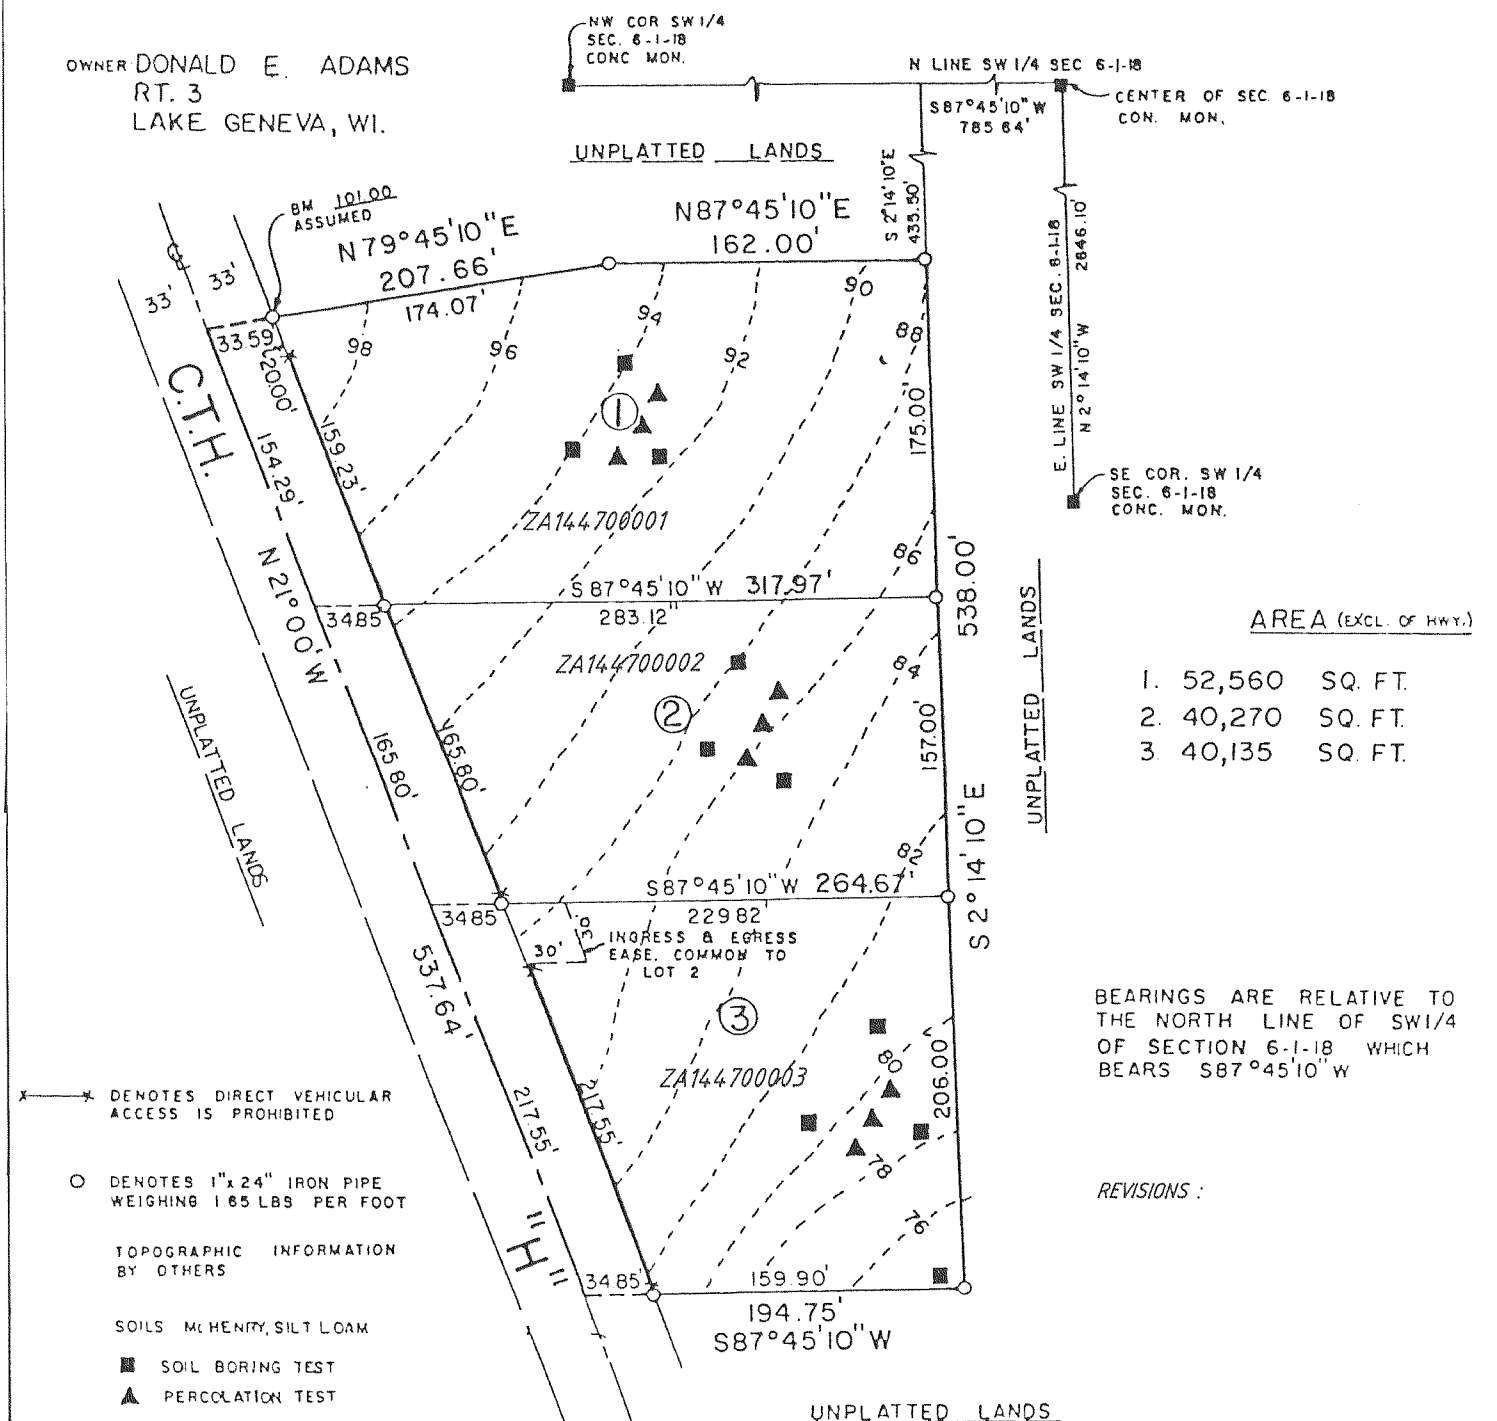 OWNER DONALD E. ADAMS
RT. 3
LAKE GENEVA, WI.
NW COR SW 1/4
SEC. 6-1-18
CONC MON.
N LINE SW 1/4 SEC 6-1-18
S87°45'10"W
785 64'
CENTER OF SEC. 6-1-18
CON. MON.
UNPLATTED LANDS
S 2°14'10"E
435.50'
E. LINE SW 1/4 SEC. 6-1-18
N 2°14'10"W 2646.10'
SE COR. SW 1/4
SEC. 6-1-18
CONC. MON.
BM 101.00
ASSUMED
N79°45'10"E
207.66'
174.07'
N87°45'10"E
162.00'
33'
33'
33.59
20.00'
98
96
94
92
90
88
C.T.H.
154.29'
159.23'
1
175.00'
ZA144700001
86
N 21°00' W
S 87°45'10" W 317.97'
283.12"
3485
538.00'
UNPLATTED LANDS
ZA144700002
84
2
UNPLATTED LANDS
165.80'
165.80'
157.00'
82
S 2°14'10"E
S87°45'10"W 264.67'
229 82'
3485
30'
30'
INGRESS & EGRESS
EASE. COMMON TO
LOT 2
537.64'
3
ZA144700003
80
206.00'
217.55'
217.55'
78
76
"H"
34.85'
159.90'
194.75'
S87°45'10"W
UNPLATTED LANDS
AREA (EXCL. OF HWY.)
1. 52,560 SQ. FT.
2. 40,270 SQ. FT.
3. 40,135 SQ. FT.
BEARINGS ARE RELATIVE TO
THE NORTH LINE OF SW1/4
OF SECTION 6-1-18 WHICH
BEARS S87°45'10"W
REVISIONS :
x x DENOTES DIRECT VEHICULAR
ACCESS IS PROHIBITED
O DENOTES 1"x 24" IRON PIPE
WEIGHING 1.65 LBS PER FOOT
TOPOGRAPHIC INFORMATION
BY OTHERS
SOILS McHENRY, SILT LOAM
SOIL BORING TEST
PERCOLATION TEST